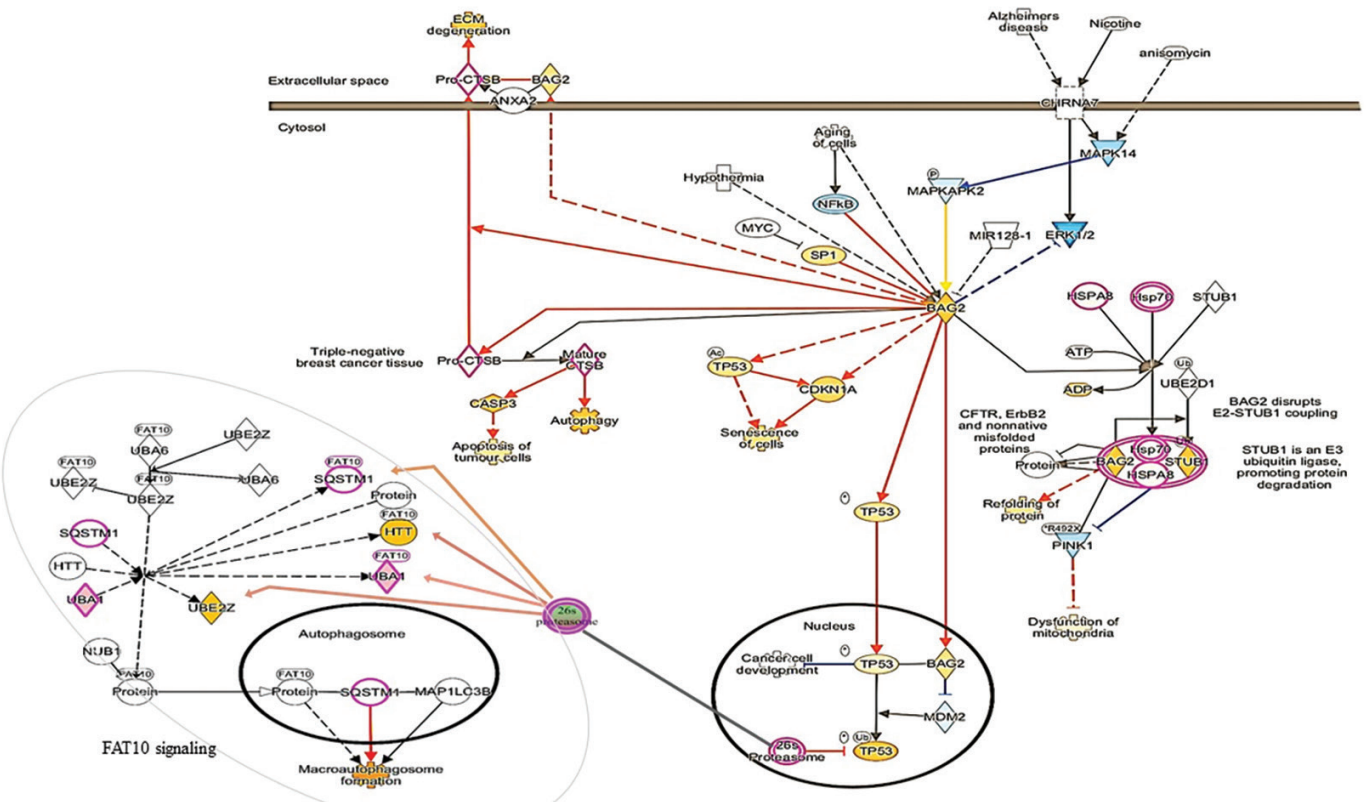 ECM
degeneration
Alzheimers
disease
Nicotine
anisomycin
Extracellular space
Pro-CTSB
BAG2
ANXA2
CHRNA7
Cytosol
Aging
of cells
MAPK14
Hypothermia
P
MAPKAPK2
NFkB
MYC
MIR128-1
ERK1/2
SP1
BAG2
HSPA8
Hsp70
STUB1
Triple-negative
breast cancer tissue
Pro-CTSB
Mature
CTSB
Ac
TP53
ATP
Ub
CDKN1A
ADP
UBE2D1
CASP3
Autophagy
BAG2 disrupts
E2-STUB1 coupling
CFTR, ErbB2
and nonnative
misfolded
proteins
Senescence
of cells
Apoptosis of
tumour cells
FAT10
UBA6
UBE2Z
Hsp70
Protein
BAG2
STUB1
HSPA8
STUB1 is an E3
ubiquitin ligase,
promoting protein
degradation
FAT10
UBE2Z
FAT10
UBE2Z
UBA6
FAT10
SQSTM1
Protein
FAT10
HTT
Refolding of
protein
TP53
*R492X
PINK1
SQSTM1
HTT
FAT10
UBA1
UBA1
UBE2Z
26s
proteasome
Dysfunction of
mitochondria
Autophagosome
Nucleus
NUB1
Cancer cell
development
TP53
BAG2
FAT10
Protein
FAT10
Protein
SQSTM1
MAP1LC3B
MDM2
FAT10 signaling
Ub
26s
Proteasome
TP53
Macroautophagosome
formation